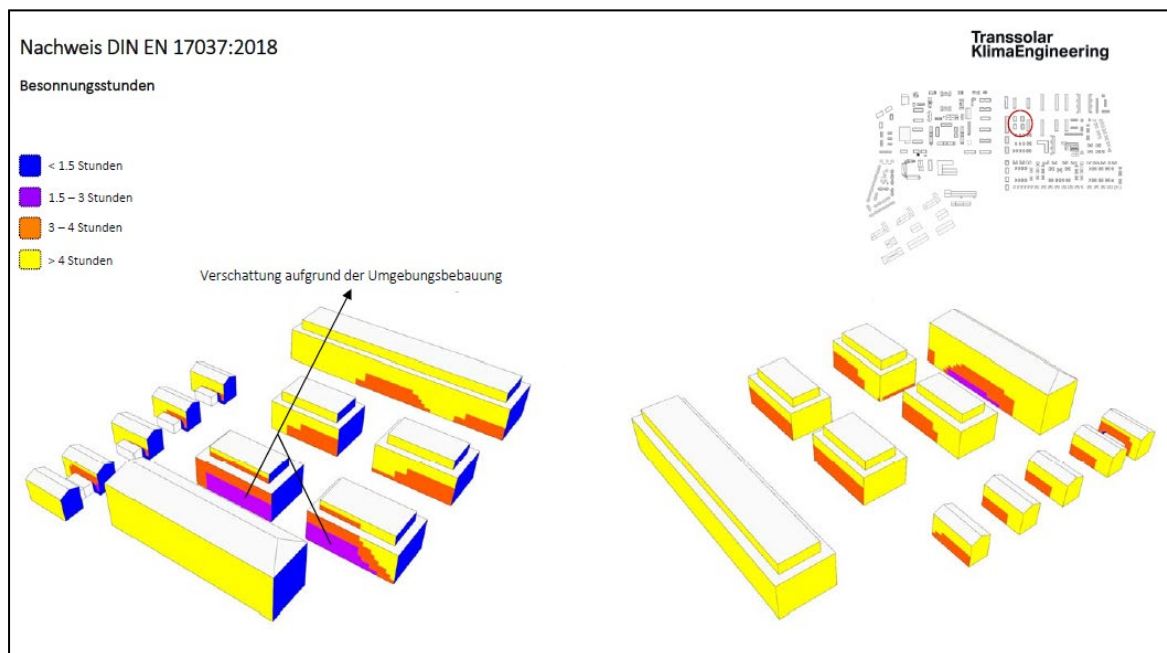 Nachweis DIN EN 17037:2018
Transsolar
KlimaEngineering
Besonnungsstunden
< 1.5 Stunden
1.5 – 3 Stunden
3 – 4 Stunden
> 4 Stunden
Verschattung aufgrund der Umgebungsbebauung